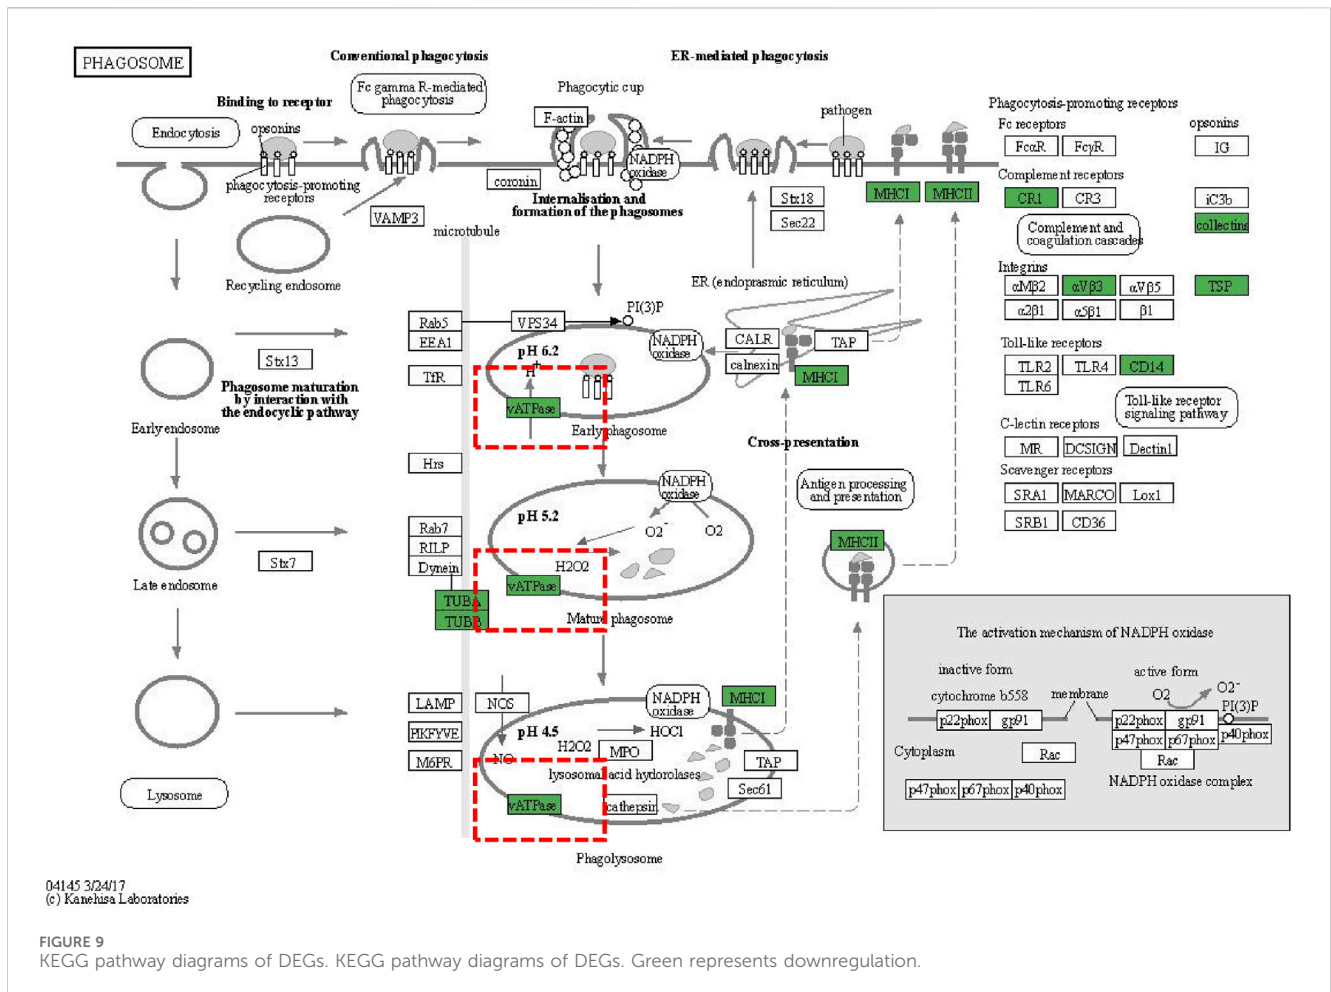 PHAGOSOME
Conventional phagocytosis
ER-mediated phagocytosis
Fc gamma R-mediated
phagocytosis
Phagocytic cup
Binding to receptor
Endocytosis
opsonins
F-actin
NADPH
oxidase
pathogen
phagocytosis-promoting
receptors
coronin
Internalisation and
formation of the phagosomes
VAMP3
microtubule
Stx18
Sec22
MHCI
MHCII
Recycling endosome
ER (endoprasmic reticulum)
Phagocytosis-promoting receptors
Fc receptors
FcαR
FcγR
opsonins
IG
Complement receptors
CR1
CR3
iC3b
collectins
Complement and
coagulation cascades
Integrins
αMβ2
αVβ3
αVβ5
TSP
α2β1
α5β1
β1
Toll-like receptors
TLR2
TLR4
CD14
TLR6
Toll-like receptor
signaling pathway
C-lectin receptors
MR
DCSIGN
Dectin1
Scavenger receptors
SRA1
MARCO
Lox1
SRB1
CD36
Rab5
EEA1
VPS34
PI(3)P
Stx13
TfR
pH 6.2
H+
NADPH
oxidase
CALR
calnexin
TAP
MHCI
vATPase
Phagosome maturation
by interaction with
the endocyclic pathway
Early endosome
Early phagosome
Cross-presentation
Hrs
NADPH
oxidase
Antigen processing
and presentation
pH 5.2
O2-
O2
H2O2
MHCII
Rab7
RILP
Dynein
Stx7
vATPase
TUBA
TUBB
Late endosome
Mature phagosome
LAMP
PIKFYVE
M6PR
NOS
NO
pH 4.5
NADPH
oxidase
MHCI
HOCl
H2O2
MPO
lysosomal acid hydorolases
TAP
Sec61
vATPase
cathepsin
Lysosome
Phagolysosome
The activation mechanism of NADPH oxidase
inactive form
active form
cytochrome b558
membrane
O2
O2-
PI(3)P
p22phox
gp91
p22phox
gp91
p47phox
p67phox
p40phox
Cytoplasm
Rac
Rac
NADPH oxidase complex
p47phox
p67phox
p40phox
04145 3/24/17
(c) Kanehisa Laboratories
FIGURE 9
KEGG pathway diagrams of DEGs. KEGG pathway diagrams of DEGs. Green represents downregulation.